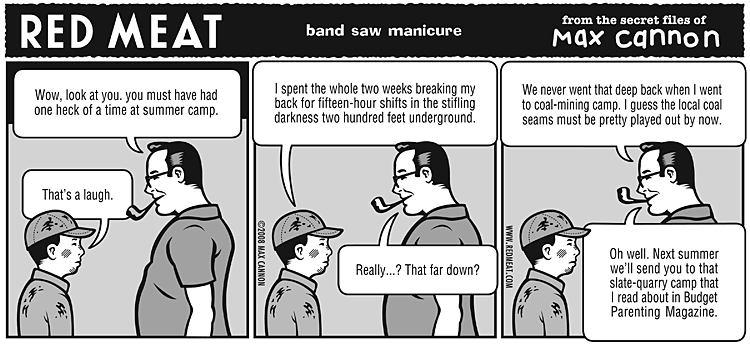 RED MEAT
band saw manicure
from the secret files of
Max cannon
Wow, look at you. you must have had
one heck of a time at summer camp.
That's a laugh.
I spent the whole two weeks breaking my
back for fifteen-hour shifts in the stifling
darkness two hundred feet underground.
Really...? That far down?
©2008 MAX CANNON
We never went that deep back when I went
to coal-mining camp. I guess the local coal
seams must be pretty played out by now.
Oh well. Next summer
we'll send you to that
slate-quarry camp that
I read about in Budget
Parenting Magazine.
WWW.REDMEAT.COM